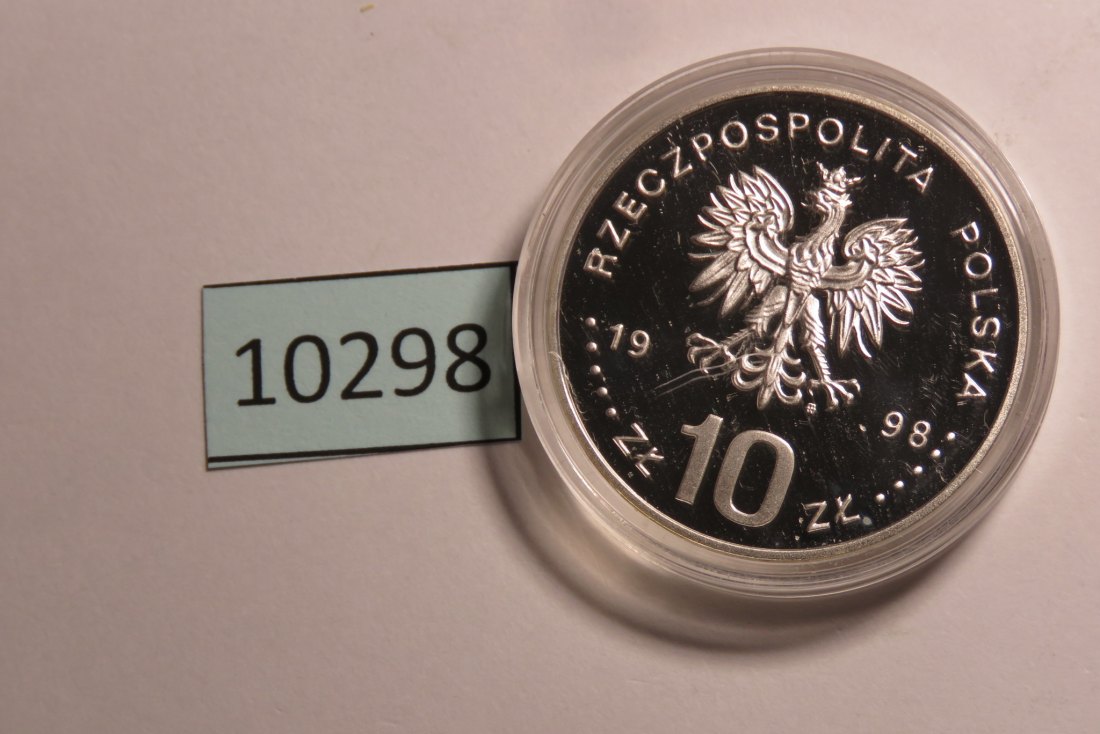 10298
RZECZPOSPOLITA POLSKA
19 98
ZŁ 10 ZŁ